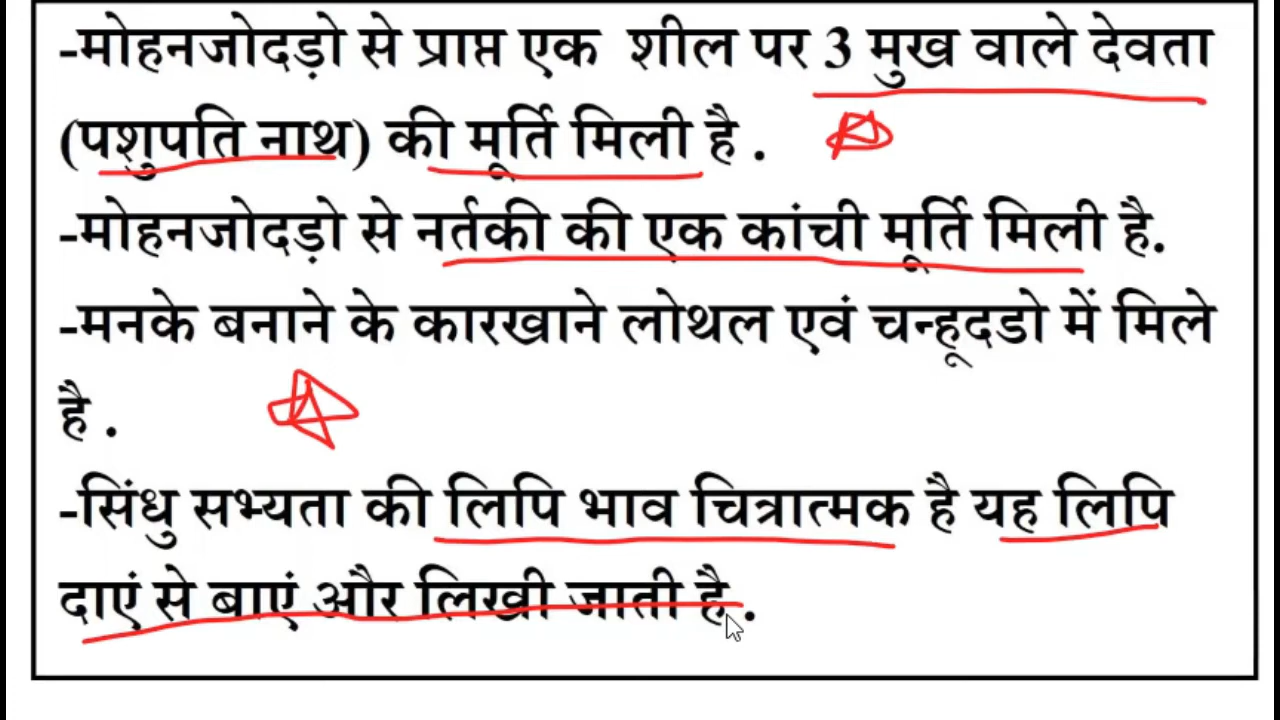 -मोहनजोदड़ो से प्राप्त एक शील पर 3 मुख वाले देवता
(पशुपति नाथ) की मूर्ति मिली है .
-मोहनजोदड़ो से नर्तकी की एक कांची मूर्ति मिली है.
-मनके बनाने के कारखाने लोथल एवं चन्हूदडो में मिले
है .
-सिंधु सभ्यता की लिपि भाव चित्रात्मक है यह लिपि
दाएं से बाएं और लिखी जाती है .